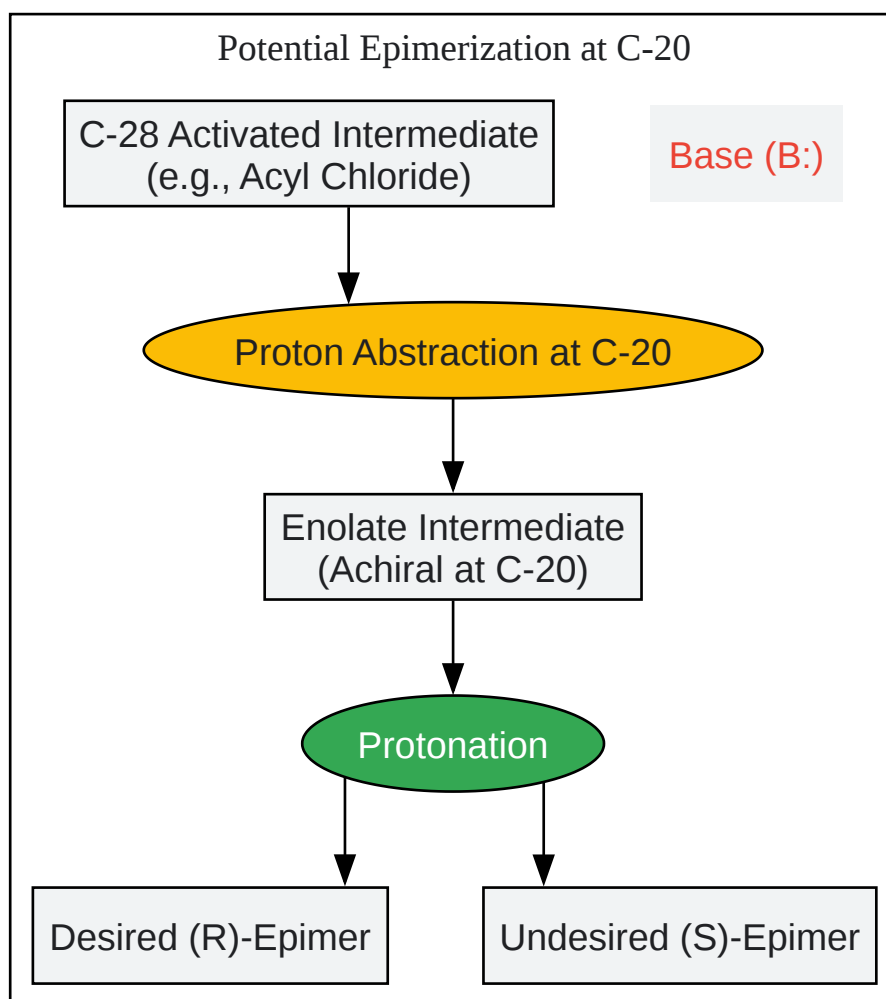 Potential Epimerization at C-20
C-28 Activated Intermediate
(e.g., Acyl Chloride)
Base (B:)
Proton Abstraction at C-20
Enolate Intermediate
(Achiral at C-20)
Protonation
Desired (R)-Epimer
Undesired (S)-Epimer